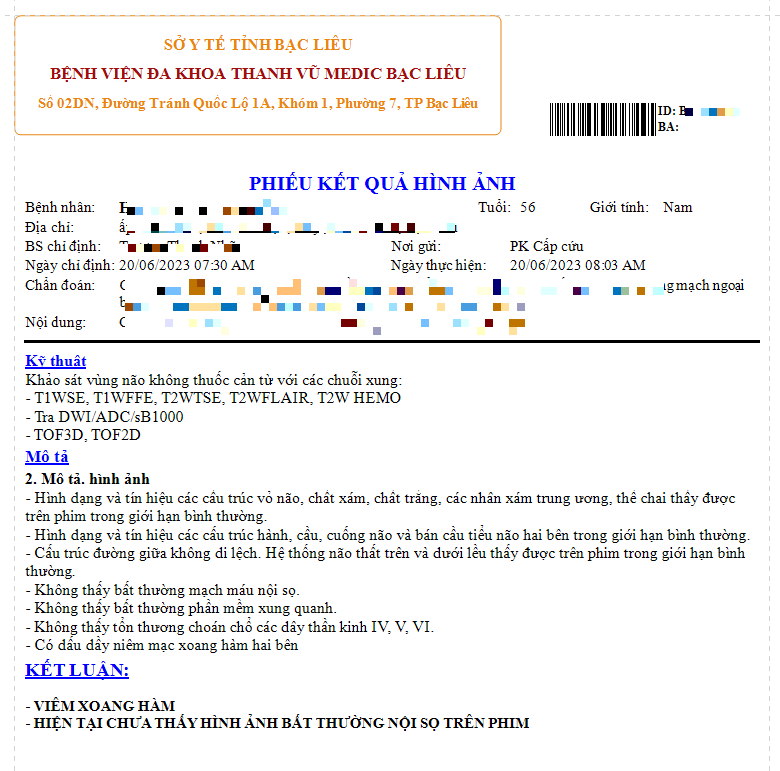 SỞ Y TẾ TỈNH BẠC LIÊU
BỆNH VIỆN ĐA KHOA THANH VŨ MEDIC BẠC LIÊU
Số 02DN, Đường Tránh Quốc Lộ 1A, Khóm 1, Phường 7, TP Bạc Liêu
ID:
BA:
PHIẾU KẾT QUẢ HÌNH ẢNH
Bệnh nhân: Tuổi: 56 Giới tính: Nam
Địa chỉ:
BS chỉ định: Nơi gửi: PK Cấp cứu
Ngày chỉ định: 20/06/2023 07:30 AM Ngày thực hiện: 20/06/2023 08:03 AM
Chẩn đoán: mạch ngoại
Nội dung:
Kỹ thuật
Khảo sát vùng não không thuốc cản từ với các chuỗi xung:
- T1WSE, T1WFFE, T2WTSE, T2WFLAIR, T2W HEMO
- Tra DWI/ADC/sB1000
- TOF3D, TOF2D
Mô tả
2. Mô tả. hình ảnh
- Hình dạng và tín hiệu các cấu trúc vỏ não, chất xám, chất trắng, các nhân xám trung ương, thể chai thấy được
trên phim trong giới hạn bình thường.
- Hình dạng và tín hiệu các cấu trúc hành, cầu, cuống não và bán cầu tiểu não hai bên trong giới hạn bình thường.
- Cấu trúc đường giữa không di lệch. Hệ thống não thất trên và dưới lều thấy được trên phim trong giới hạn bình
thường.
- Không thấy bất thường mạch máu nội sọ.
- Không thấy bất thường phần mềm xung quanh.
- Không thấy tổn thương choán chổ các dây thần kinh IV, V, VI.
- Có dấu dầy niêm mạc xoang hàm hai bên
KẾT LUẬN:
- VIÊM XOANG HÀM
- HIỆN TẠI CHƯA THẤY HÌNH ẢNH BẤT THƯỜNG NỘI SỌ TRÊN PHIM